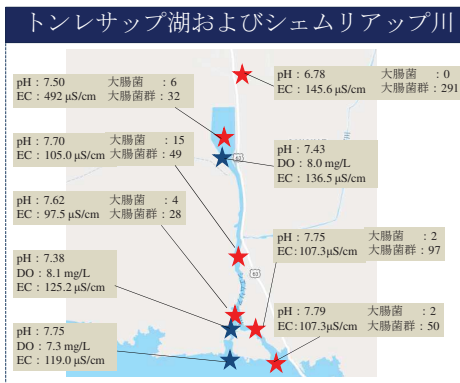 トンレサップ湖およびシェムリアップ川
pH：7.50 大腸菌 ：6
EC：492 μS/cm 大腸菌群：32
pH：6.78 大腸菌 ：0
EC：145.6 μS/cm 大腸菌群：291
pH：7.70 大腸菌 ：15
EC：105.0 μS/cm 大腸菌群：49
pH：7.43
DO：8.0 mg/L
EC：136.5 μS/cm
63
pH：7.62 大腸菌 ：4
EC：97.5 μS/cm 大腸菌群：28
pH：7.75 大腸菌 ：2
EC：107.3μS/cm 大腸菌群：97
pH：7.38
DO：8.1 mg/L
EC：125.2 μS/cm
63
pH：7.79 大腸菌 ：2
EC：107.3μS/cm 大腸菌群：50
pH：7.75
DO：7.3 mg/L
EC：119.0 μS/cm